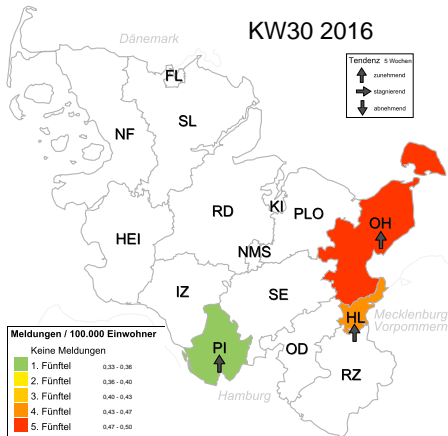 KW30 2016
Dänemark
Tendenz 5 Wochen
zunehmend
stagnierend
abnehmend
FL
SL
NF
RD
KI
PLO
OH
HEI
NMS
IZ
SE
HL
Mecklenburg
Vorpommern
PI
OD
RZ
Hamburg
Meldungen / 100.000 Einwohner
Keine Meldungen
1. Fünftel 0,33 - 0,36
2. Fünftel 0,36 - 0,40
3. Fünftel 0,40 - 0,43
4. Fünftel 0,43 - 0,47
5. Fünftel 0,47 - 0,50